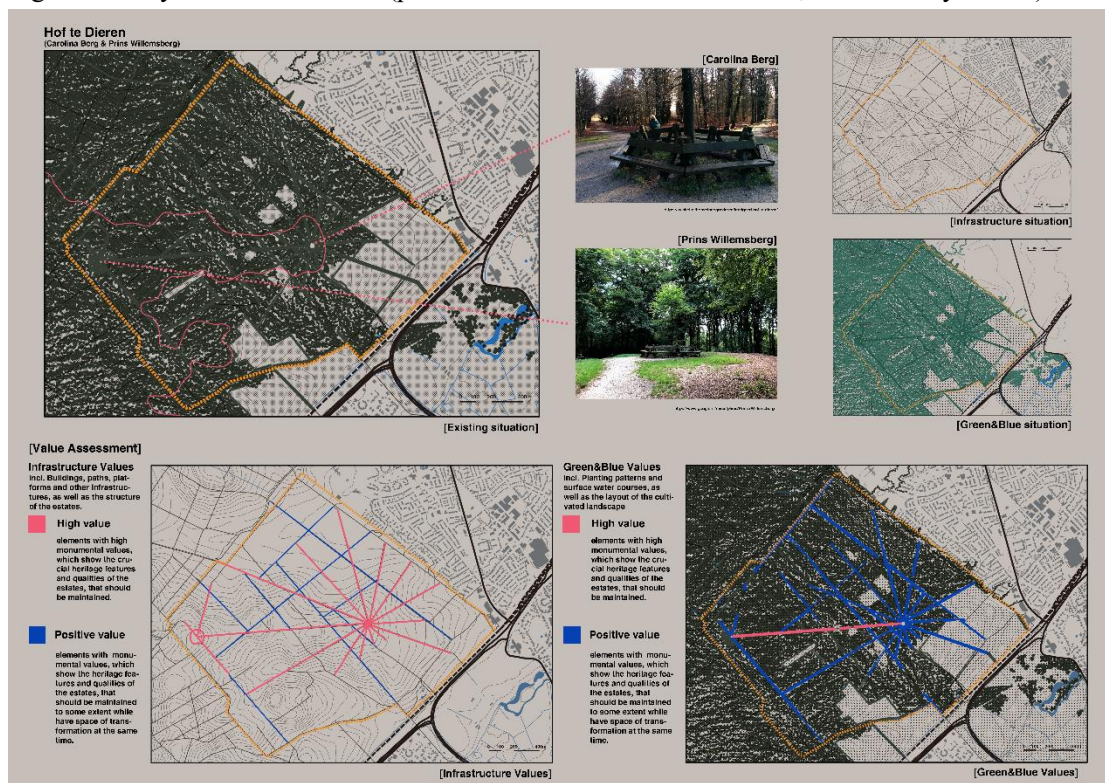 Hof te Dieren
(Carolina Berg & Prins Willemsberg)
[Carolina Berg]
[Prins Willemsberg]
[Infrastructure situation]
[Existing situation]
[Green&Blue situation]
[Value Assessment]
Infrastructure Values
incl. Buildings, paths, plat-
forms and other infrastruc-
tures, as well as the structure
of the estates.
High value
elements with high
monumental values,
which show the cru-
cial heritage features
and qualities of the
estates, that should
be maintained.
Positive value
elements with monu-
mental values, which
show the heritage fea-
tures and qualities of
the estates, that
should be maintained
to some extent while
have space of trans-
formation at the same
time.
[Infrastructure Values]
Green&Blue Values
incl. Planting patterns and
surface water courses, as
well as the layout of the culti-
vated landscape
High value
elements with high
monumental values,
which show the cru-
cial heritage features
and qualities of the
estates, that should
be maintained.
Positive value
elements with monu-
mental values, which
show the heritage fea-
tures and qualities of
the estates, that
should be maintained
to some extent while
have space of trans-
formation at the same
time.
[Green&Blue Values]